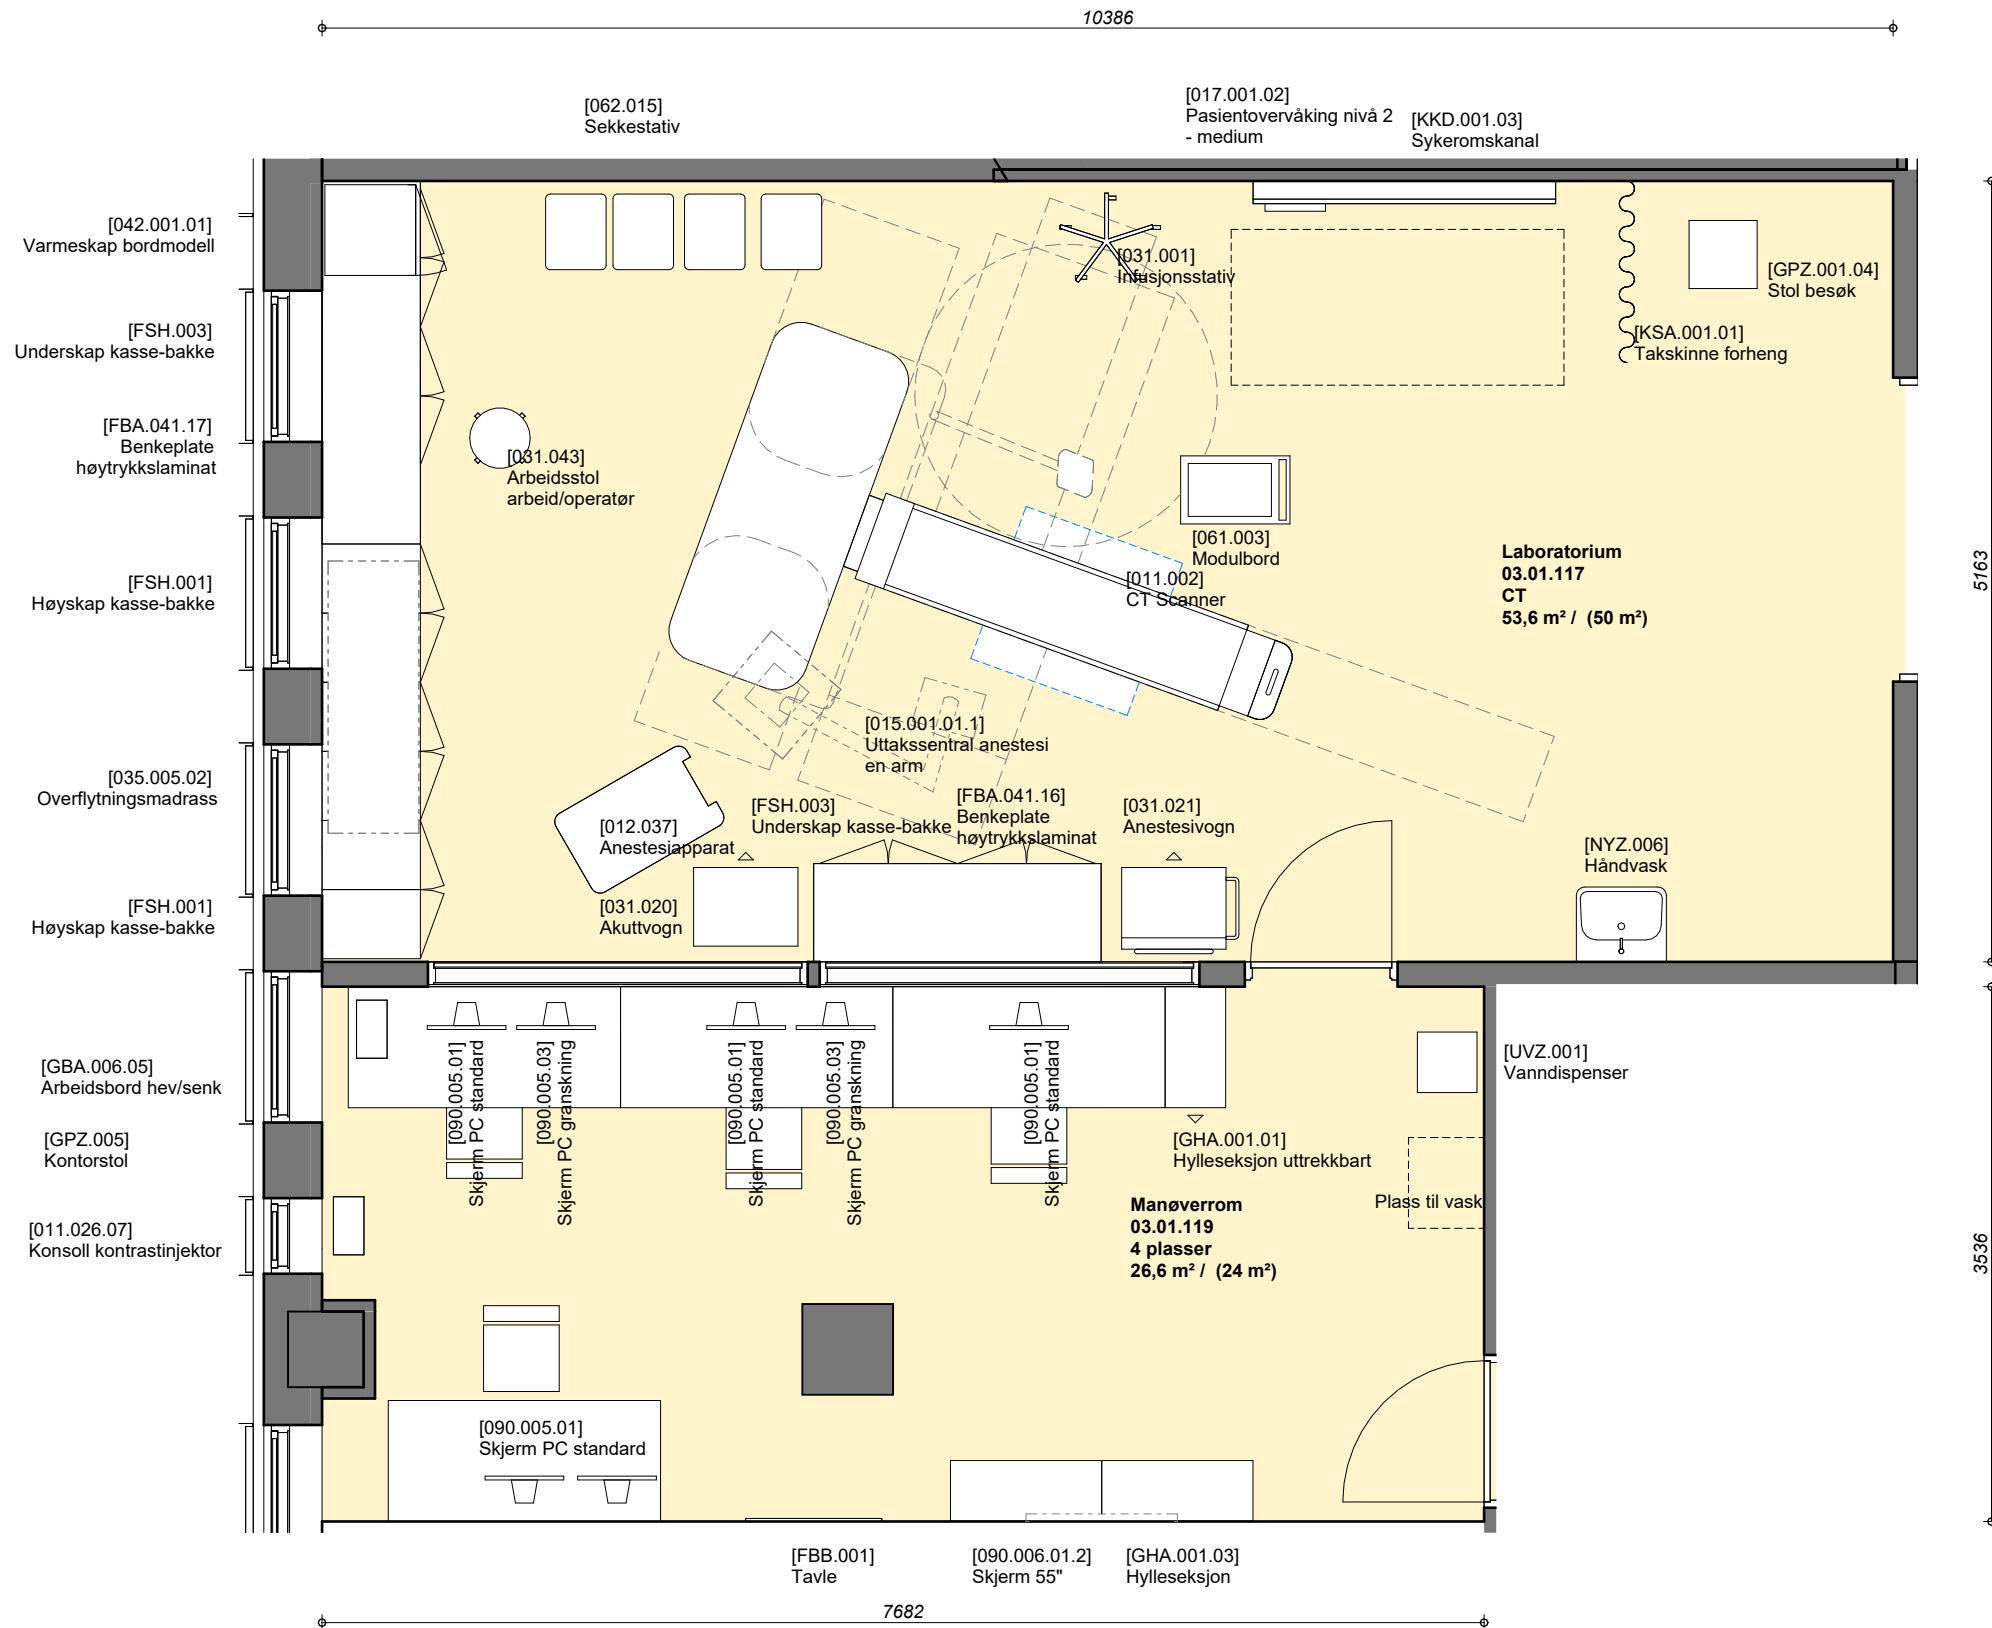 10386
[062.015]
Sekkestativ
[017.001.02]
Pasientovervåking nivå 2
- medium
[KKD.001.03]
Sykeromskanal
[042.001.01]
Varmeskap bordmodell
[031.001]
Infusjonsstativ
[GPZ.001.04]
Stol besøk
[FSH.003]
Underskap kasse-bakke
[KSA.001.01]
Takskinne forheng
[FBA.041.17]
Benkeplate
høytrykkslaminat
[031.043]
Arbeidsstol
arbeid/operatør
[061.003]
Modulbord
[011.002]
CT Scanner
Laboratorium
03.01.117
CT
53,6 m² / (50 m²)
5163
[FSH.001]
Høyskap kasse-bakke
[015.001.01.1]
Uttakssentral anestesi
en arm
[035.005.02]
Overflytningsmadrass
[012.037]
Anestesiapparat
[FSH.003]
Underskap kasse-bakke
[FBA.041.16]
Benkeplate
høytrykkslaminat
[031.021]
Anestesivogn
[NYZ.006]
Håndvask
[FSH.001]
Høyskap kasse-bakke
[031.020]
Akuttvogn
[GBA.006.05]
Arbeidsbord hev/senk
[090.005.01]
Skjerm PC standard
[090.005.03]
Skjerm PC granskning
[090.005.01]
Skjerm PC standard
[090.005.03]
Skjerm PC granskning
[090.005.01]
Skjerm PC standard
[UVZ.001]
Vanndispenser
[GPZ.005]
Kontorstol
[GHA.001.01]
Hylleseksjon uttrekkbart
Plass til vask
[011.026.07]
Konsoll kontrastinjektor
Manøverrom
03.01.119
4 plasser
26,6 m² / (24 m²)
3536
[090.005.01]
Skjerm PC standard
[FBB.001]
Tavle
[090.006.01.2]
Skjerm 55"
[GHA.001.03]
Hylleseksjon
7682